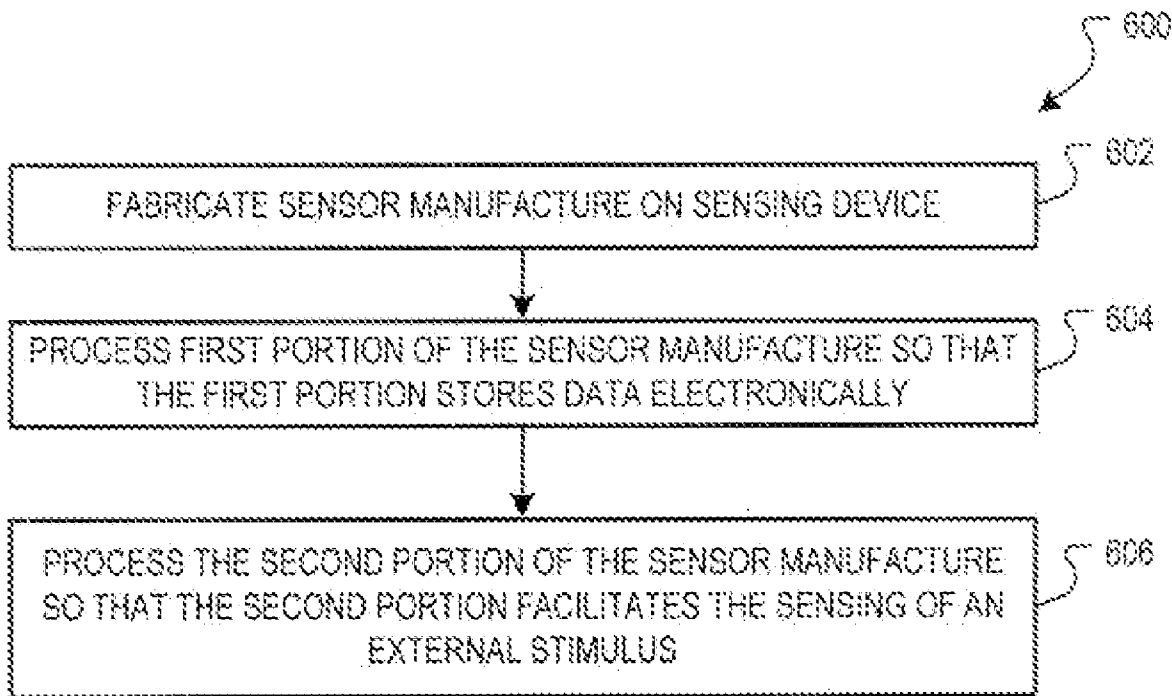 600
602
FABRICATE SENSOR MANUFACTURE ON SENSING DEVICE
604
PROCESS FIRST PORTION OF THE SENSOR MANUFACTURE SO THAT
THE FIRST PORTION STORES DATA ELECTRONICALLY
606
PROCESS THE SECOND PORTION OF THE SENSOR MANUFACTURE
SO THAT THE SECOND PORTION FACILITATES THE SENSING OF AN
EXTERNAL STIMULUS